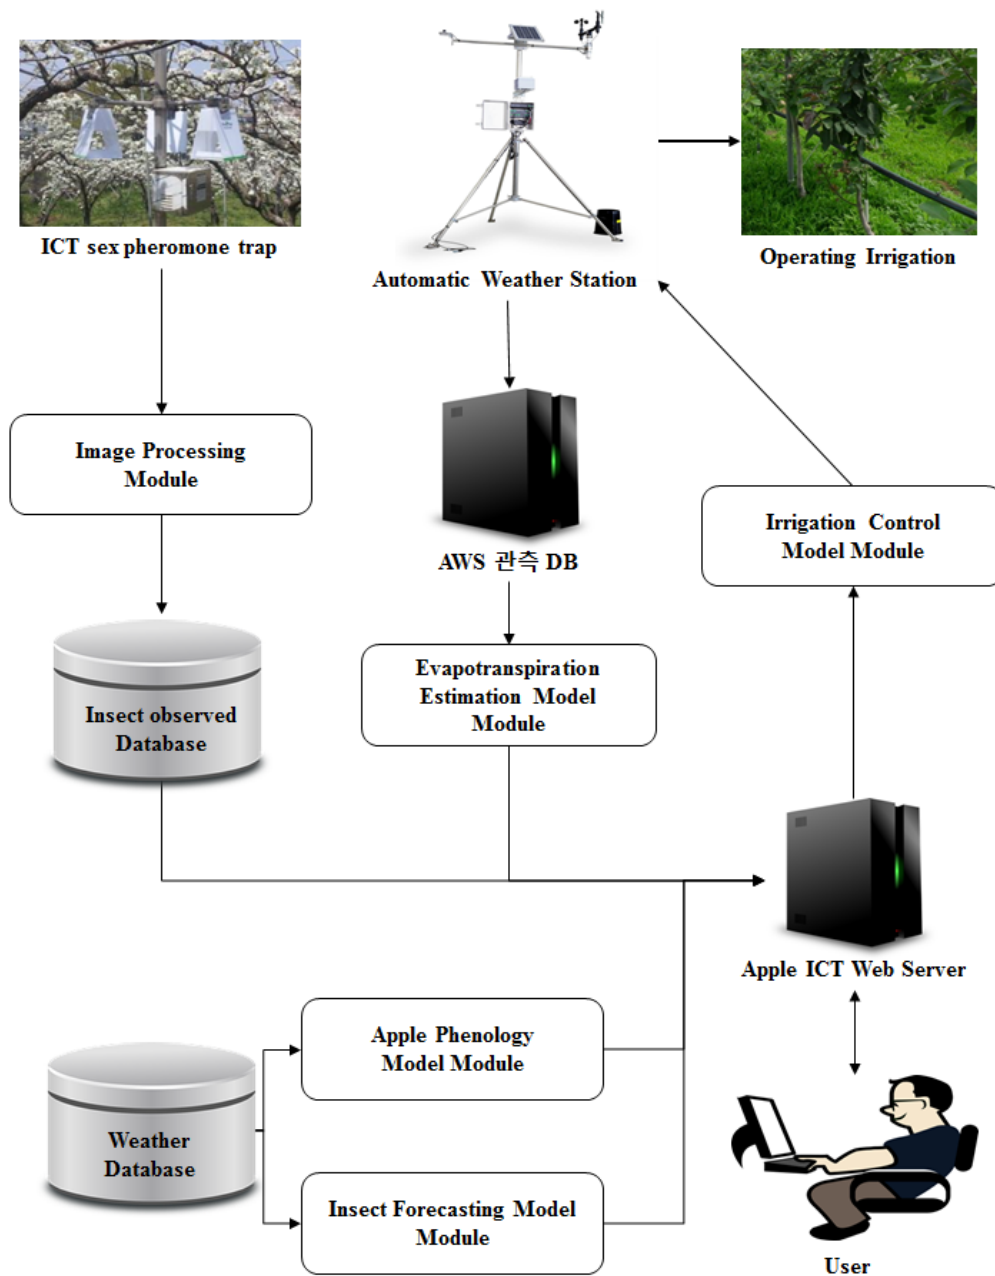 ICT sex pheromone trap
Automatic Weather Station
Operating Irrigation
Image Processing
Module
AWS 관측 DB
Irrigation Control
Model Module
Insect observed
Database
Evapotranspiration
Estimation Model
Module
Apple ICT Web Server
Apple Phenology
Model Module
Weather
Database
Insect Forecasting Model
Module
User